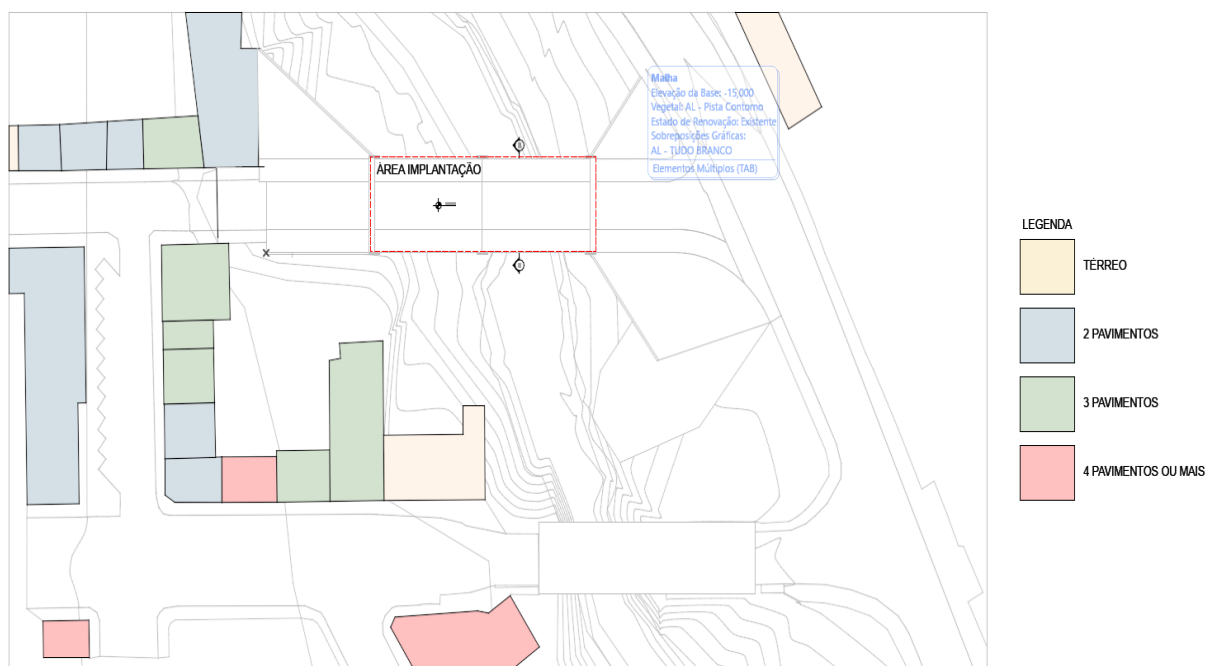 Malha
Elevação da Base: -15,000
Vegetal: AL - Pista Contorno
Estado de Renovação: Existente
Sobreposições Gráficas:
AL - TUDO BRANCO
Elementos Múltiplos (TAB)
ÁREA IMPLANTAÇÃO
LEGENDA
TÉRREO
2 PAVIMENTOS
3 PAVIMENTOS
4 PAVIMENTOS OU MAIS